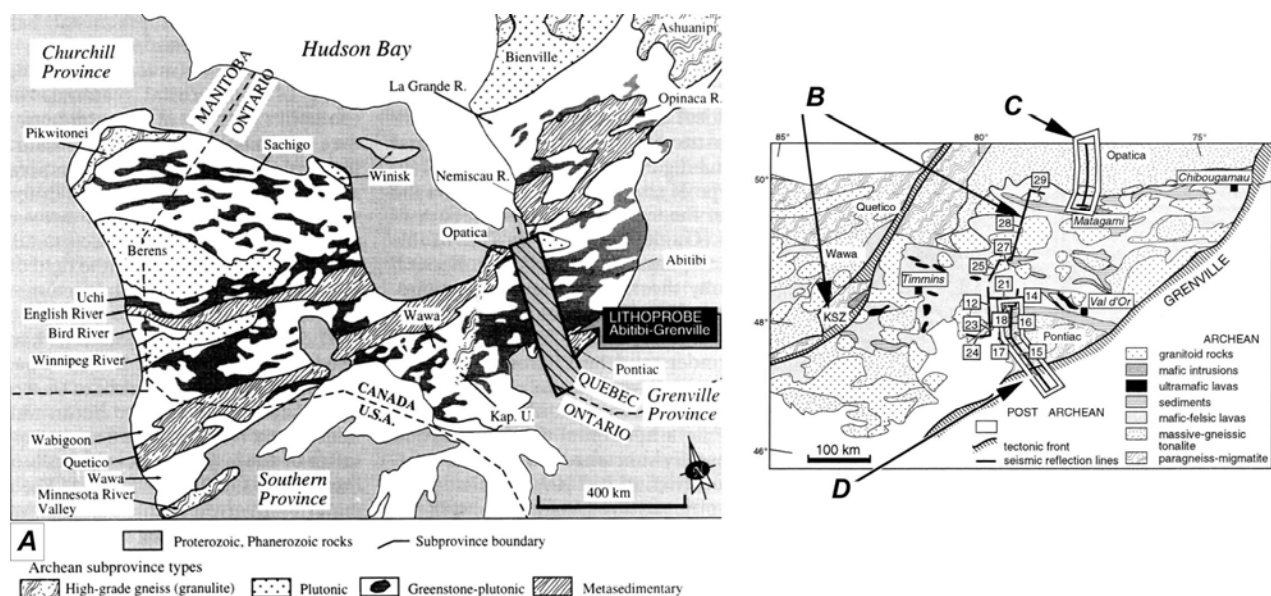 Churchill
Province
Hudson Bay
MANITOBA
ONTARIO
Ashuanipi
Bienville
La Grande R.
Opinaca R.
Pikwitonei
Sachigo
Winisk
Nemiscau R.
Opatica
Berens
Abitibi
Uchi
English River
Bird River
Winnipeg River
Wawa
LITHOPROBE
Abitibi-Grenville
Pontiac
QUEBEC
ONTARIO
Grenville
Province
CANADA
U.S.A.
Kap. U.
Wabigoon
Quetico
Wawa
Minnesota River
Valley
Southern
Province
400 km
A
Proterozoic, Phanerozoic rocks
Subprovince boundary
Archean subprovince types
High-grade gneiss (granulite)
Plutonic
Greenstone-plutonic
Metasedimentary
B
C
85°
80°
75°
50°
48°
46°
Opatica
Chibougamau
Quetico
29
Matagami
28
27
Wawa
25
Timmins
21
GRENVILLE
12
14
Val d'Or
KSZ
23
18
16
Pontiac
24
17
15
ARCHEAN
granitoid rocks
mafic intrusions
ultramafic lavas
sediments
mafic-felsic lavas
massive-gneissic
tonalite
paragneiss-migmatite
POST ARCHEAN
tectonic front
seismic reflection lines
100 km
D